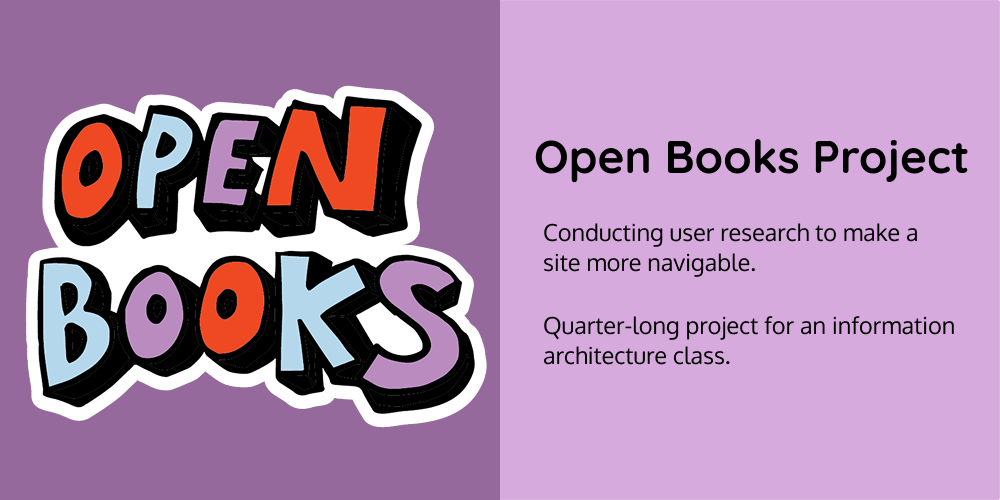 OPEN
BOOKS
Open Books Project
Conducting user research to make a
site more navigable.
Quarter-long project for an information
architecture class.